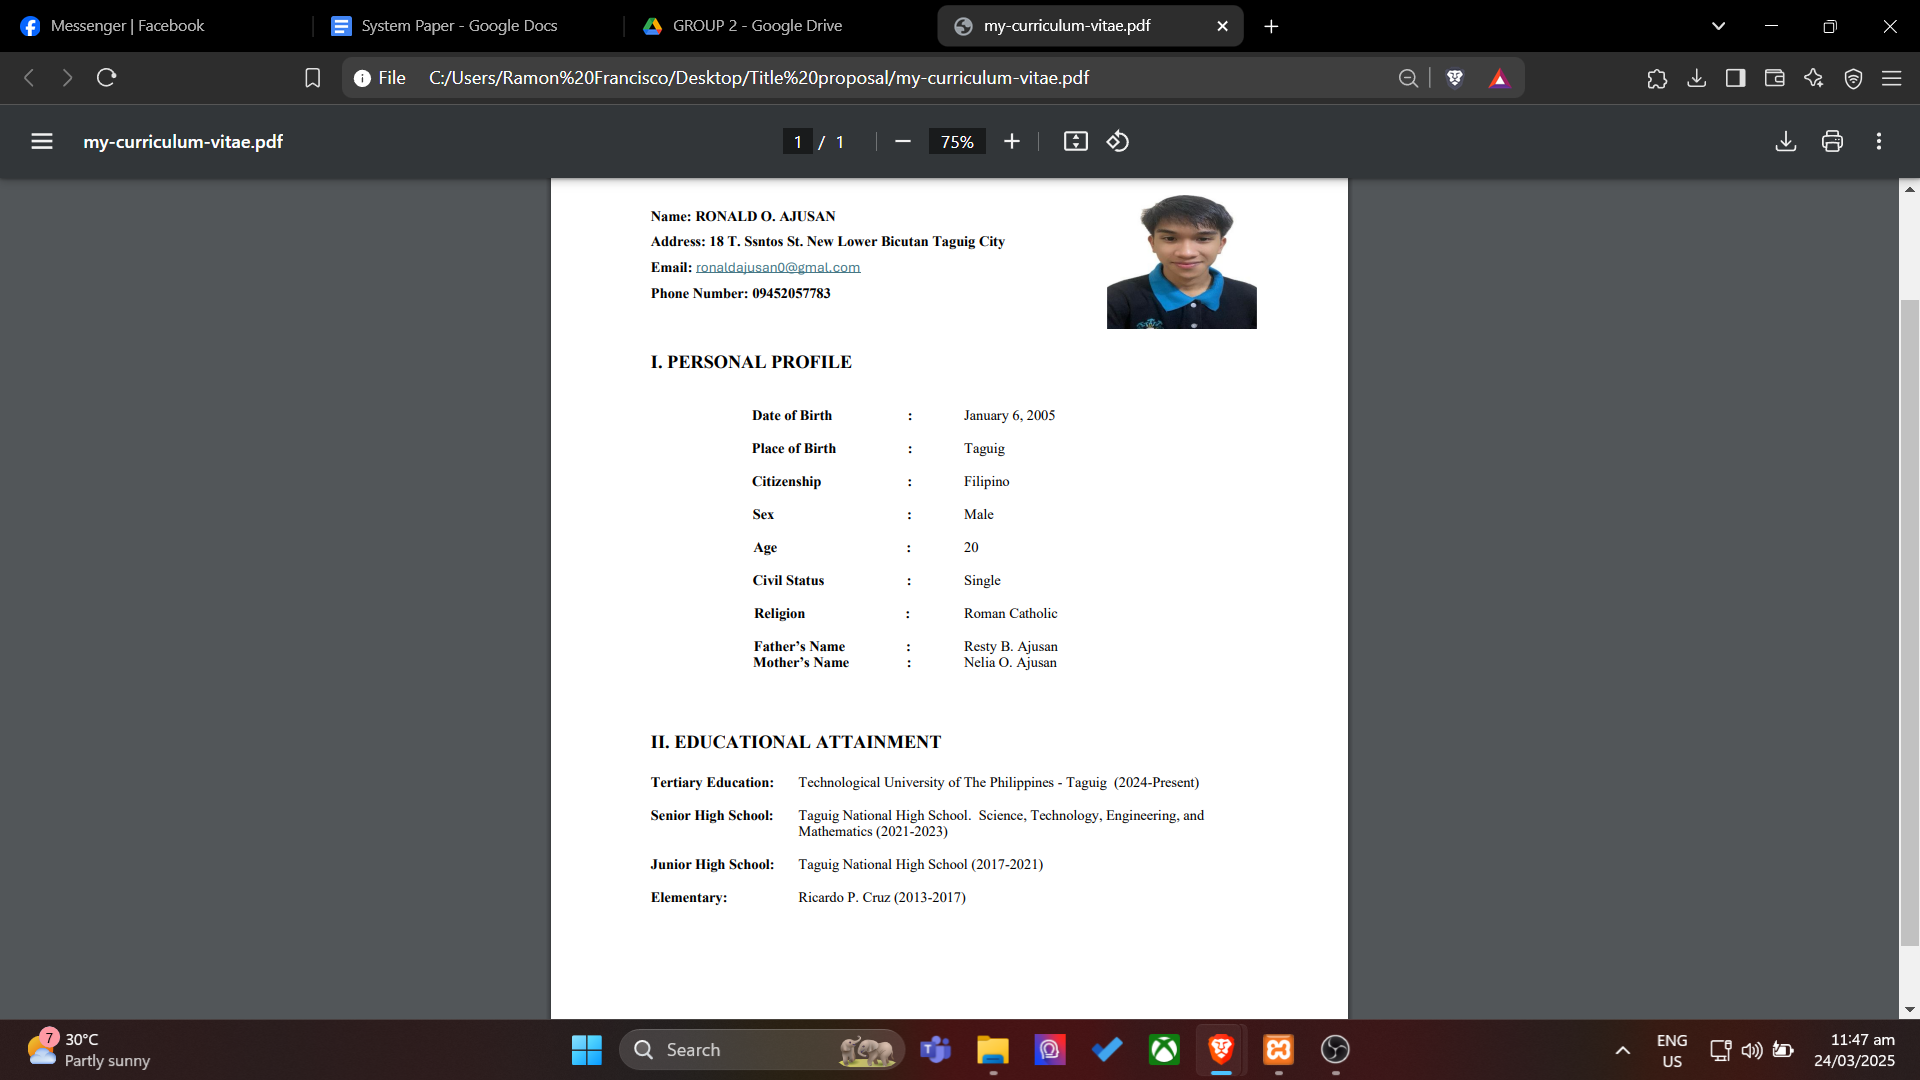 Messenger | Facebook
System Paper - Google Docs
GROUP 2 - Google Drive
my-curriculum-vitae.pdf
File C:/Users/Ramon%20Francisco/Desktop/Title%20proposal/my-curriculum-vitae.pdf
my-curriculum-vitae.pdf
1 / 1
75%
Name: RONALD O. AJUSAN
Address: 18 T. Ssntos St. New Lower Bicutan Taguig City
Email: ronaldajusan0@gmal.com
Phone Number: 09452057783
I. PERSONAL PROFILE
Date of Birth : January 6, 2005
Place of Birth : Taguig
Citizenship : Filipino
Sex : Male
Age : 20
Civil Status : Single
Religion : Roman Catholic
Father’s Name : Resty B. Ajusan
Mother’s Name : Nelia O. Ajusan
II. EDUCATIONAL ATTAINMENT
Tertiary Education: Technological University of The Philippines - Taguig (2024-Present)
Senior High School: Taguig National High School. Science, Technology, Engineering, and
Mathematics (2021-2023)
Junior High School: Taguig National High School (2017-2021)
Elementary: Ricardo P. Cruz (2013-2017)
7
30°C
Partly sunny
Search
ENG
US
11:47 am
24/03/2025